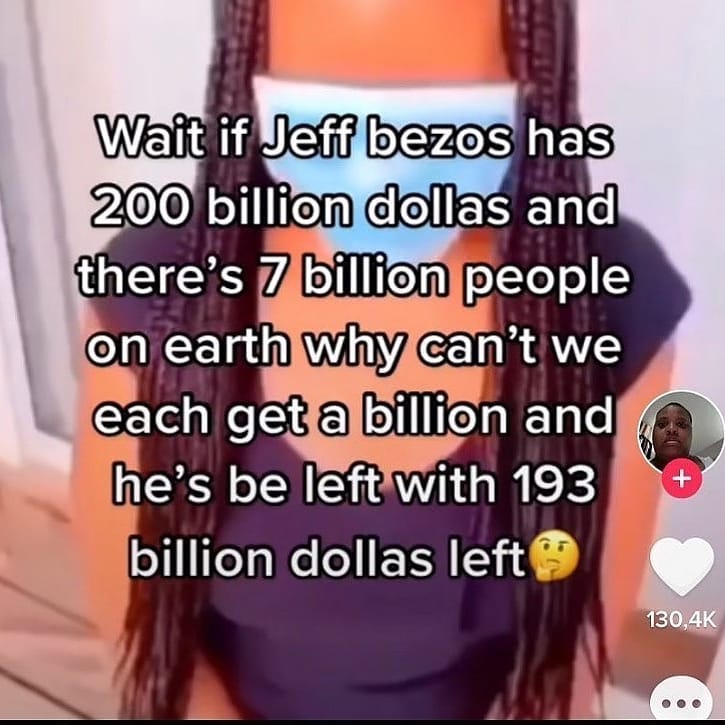 Wait if Jeff bezos has
200 billion dollas and
there's 7 billion people
on earth why can't we
each get a billion and
he's be left with 193
billion dollas left🤔
130,4K